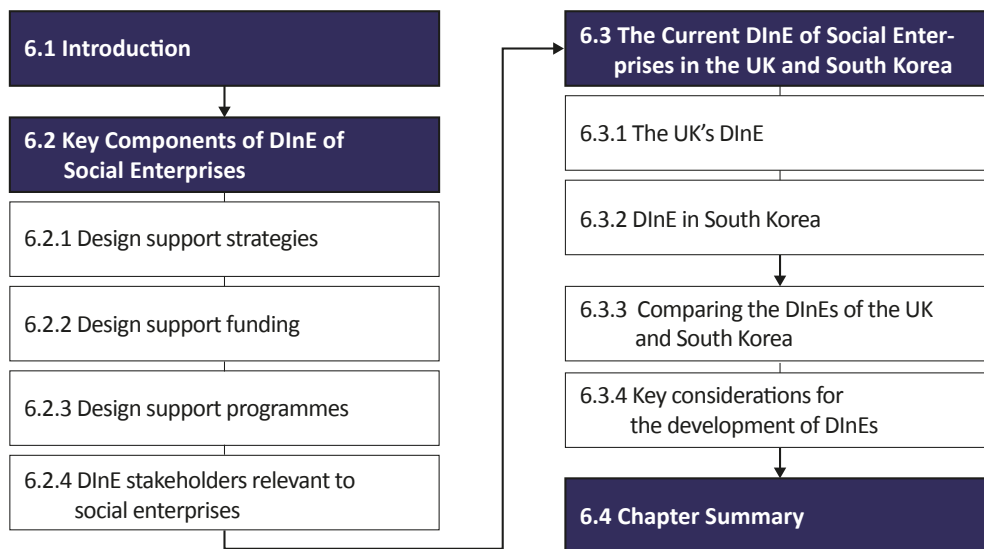 6.1 Introduction
6.2 Key Components of DInE of
Social Enterprises
6.2.1 Design support strategies
6.2.2 Design support funding
6.2.3 Design support programmes
6.2.4 DInE stakeholders relevant to
social enterprises
6.3 The Current DInE of Social Enter-
prises in the UK and South Korea
6.3.1 The UK’s DInE
6.3.2 DInE in South Korea
6.3.3 Comparing the DInEs of the UK
and South Korea
6.3.4 Key considerations for
the development of DInEs
6.4 Chapter Summary